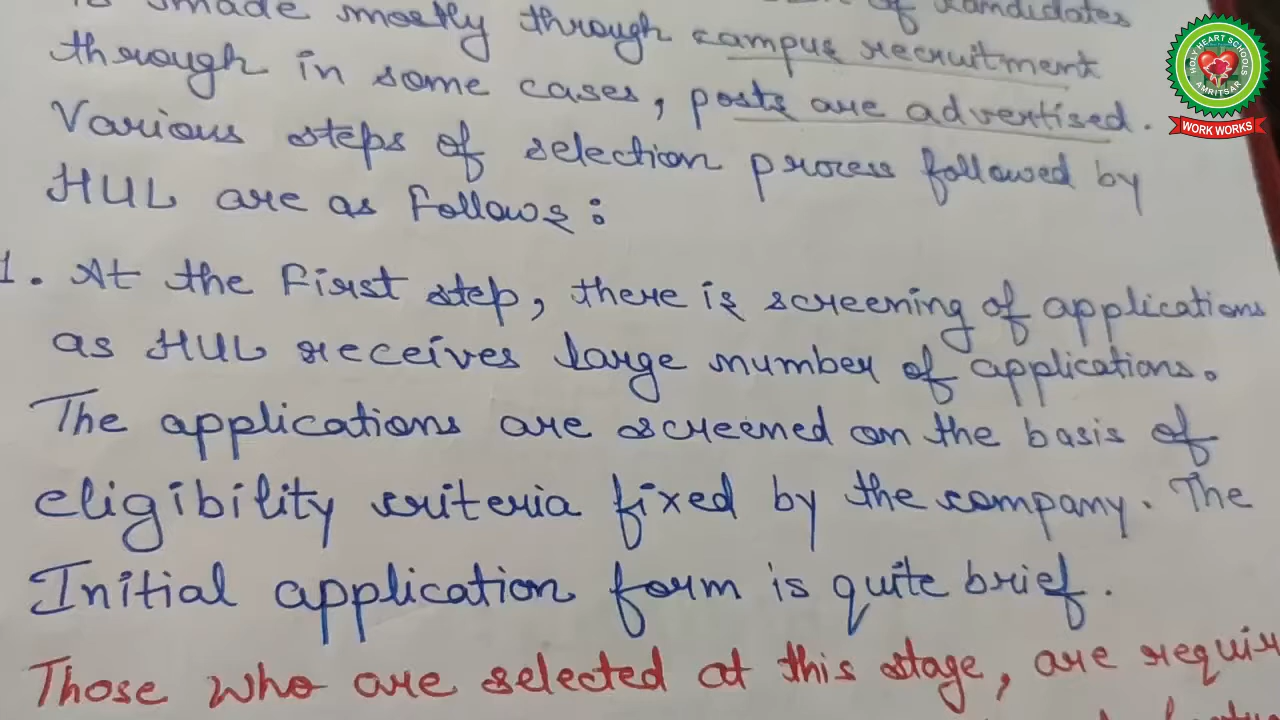 made mostly through of kandidates
through in some cases, campus recruitment
posts are advertised.
Various steps of selection process followed by
HUL are as follows:
1. At the first step, there is screening of applications
as HUL receives large number of applications.
The applications are screened on the basis of
eligibility criteria fixed by the company. The
Initial application form is quite brief.
Those who are selected at this stage, are requir
HOLY HEART SCHOOLS
AMRITSAR
WORK WORKS